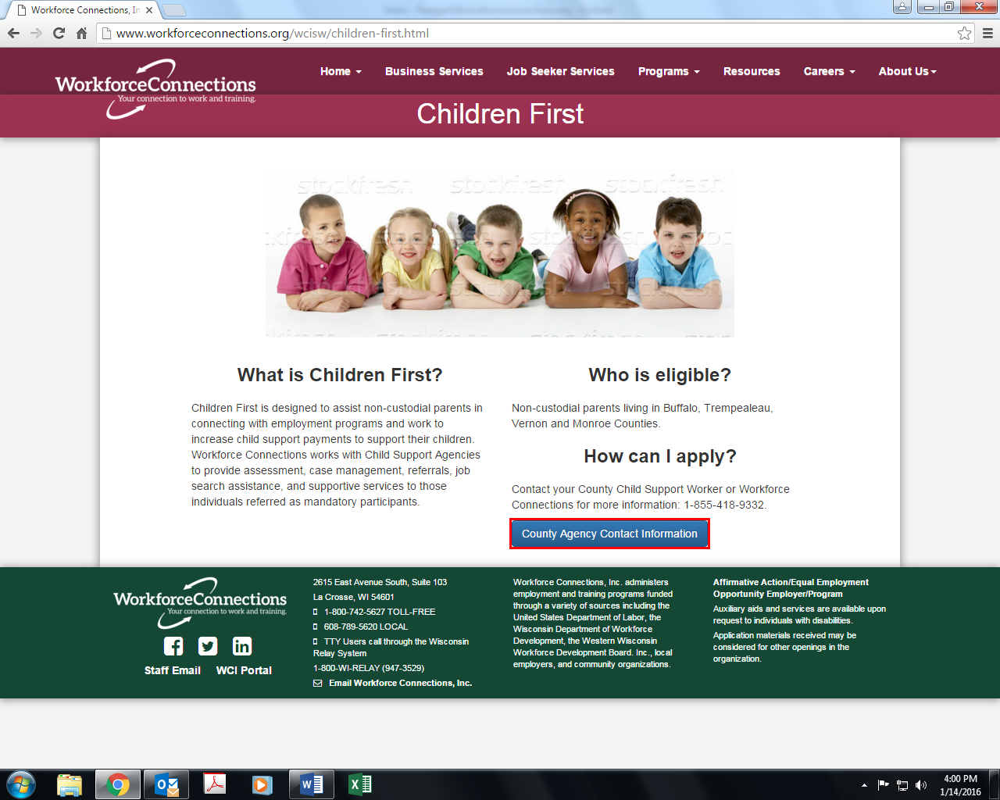 Workforce Connections, In
www.workforceconnections.org/wcisw/children-first.html
WorkforceConnections
Your connection to work and training.
Home Business Services Job Seeker Services Programs Resources Careers About Us
Children First
stockfresh stockfresh stockfresh
stockfresh stockfresh stockfresh
What is Children First?
Children First is designed to assist non-custodial parents in
connecting with employment programs and work to
increase child support payments to support their children.
Workforce Connections works with Child Support Agencies
to provide assessment, case management, referrals, job
search assistance, and supportive services to those
individuals referred as mandatory participants.
Who is eligible?
Non-custodial parents living in Buffalo, Trempealeau,
Vernon and Monroe Counties.
How can I apply?
Contact your County Child Support Worker or Workforce
Connections for more information: 1-855-418-9332.
County Agency Contact Information
WorkforceConnections
Your connection to work and training.
Staff Email WCI Portal
2615 East Avenue South, Suite 103
La Crosse, WI 54601
1-800-742-5627 TOLL-FREE
608-789-5620 LOCAL
TTY Users call through the Wisconsin
Relay System
1-800-WI-RELAY (947-3529)
Email Workforce Connections, Inc.
Workforce Connections, Inc. administers
employment and training programs funded
through a variety of sources including the
United States Department of Labor, the
Wisconsin Department of Workforce
Development, the Western Wisconsin
Workforce Development Board. Inc., local
employers, and community organizations.
Affirmative Action/Equal Employment
Opportunity Employer/Program
Auxiliary aids and services are available upon
request to individuals with disabilities.
Application materials received may be
considered for other openings in the
organization.
4:00 PM
1/14/2016